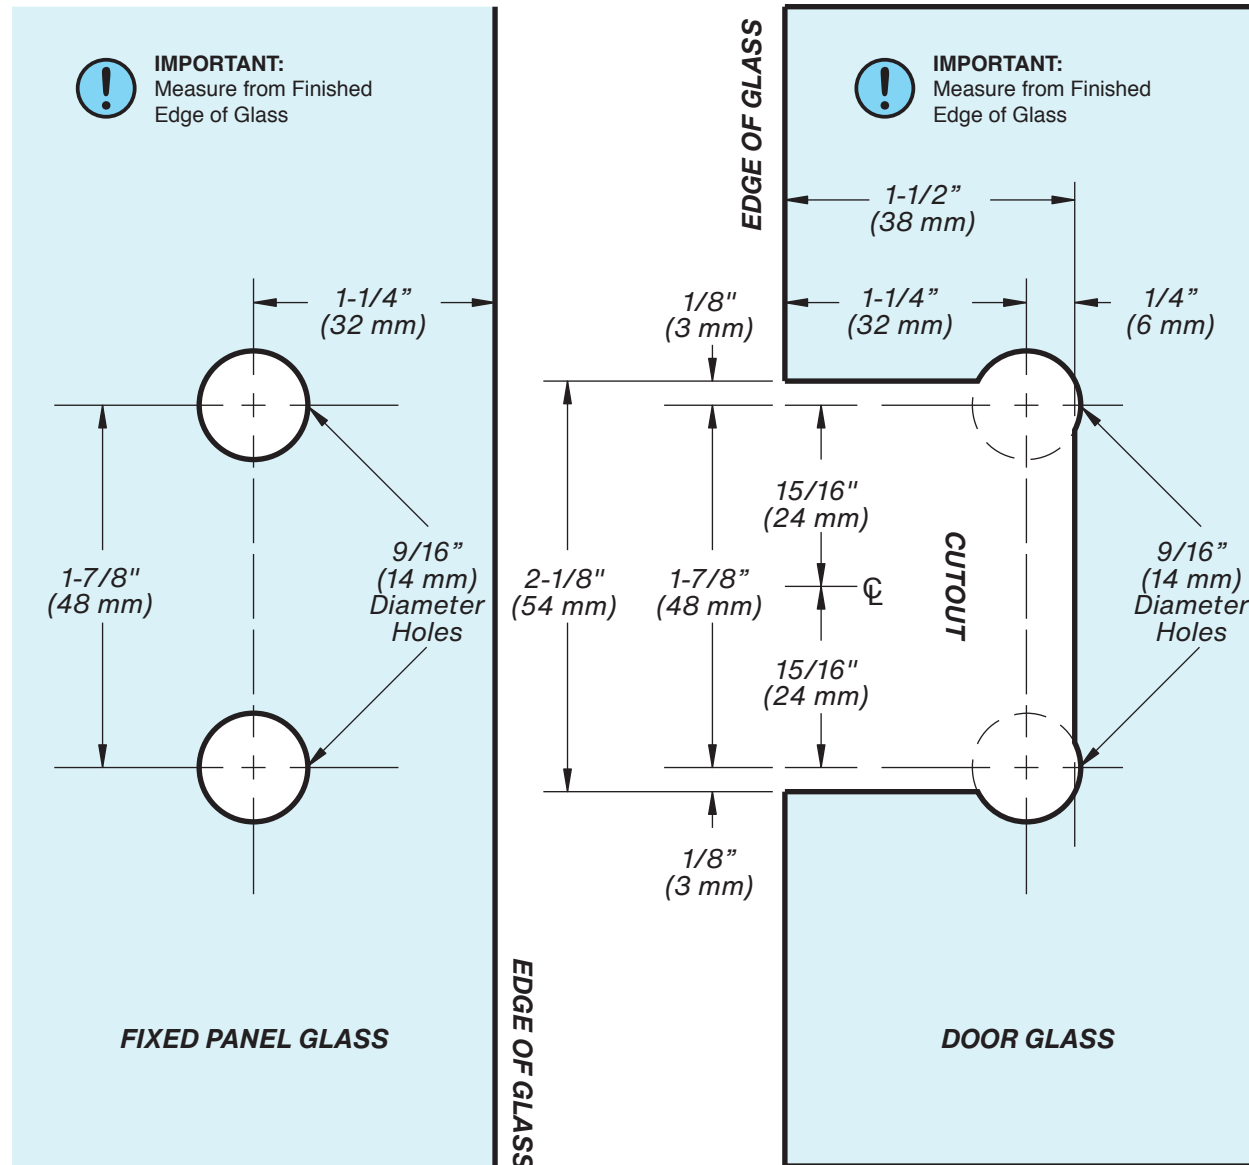 IMPORTANT:
Measure from Finished
Edge of Glass
1-1/4”
(32 mm)
1-7/8"
(48 mm)
9/16”
(14 mm)
Diameter
Holes
FIXED PANEL GLASS
EDGE OF GLASS
EDGE OF GLASS
IMPORTANT:
Measure from Finished
Edge of Glass
1-1/2”
(38 mm)
1/8"
(3 mm)
1-1/4”
(32 mm)
1/4”
(6 mm)
2-1/8"
(54 mm)
1-7/8”
(48 mm)
15/16"
(24 mm)
℄
15/16"
(24 mm)
CUTOUT
9/16”
(14 mm)
Diameter
Holes
1/8”
(3 mm)
DOOR GLASS